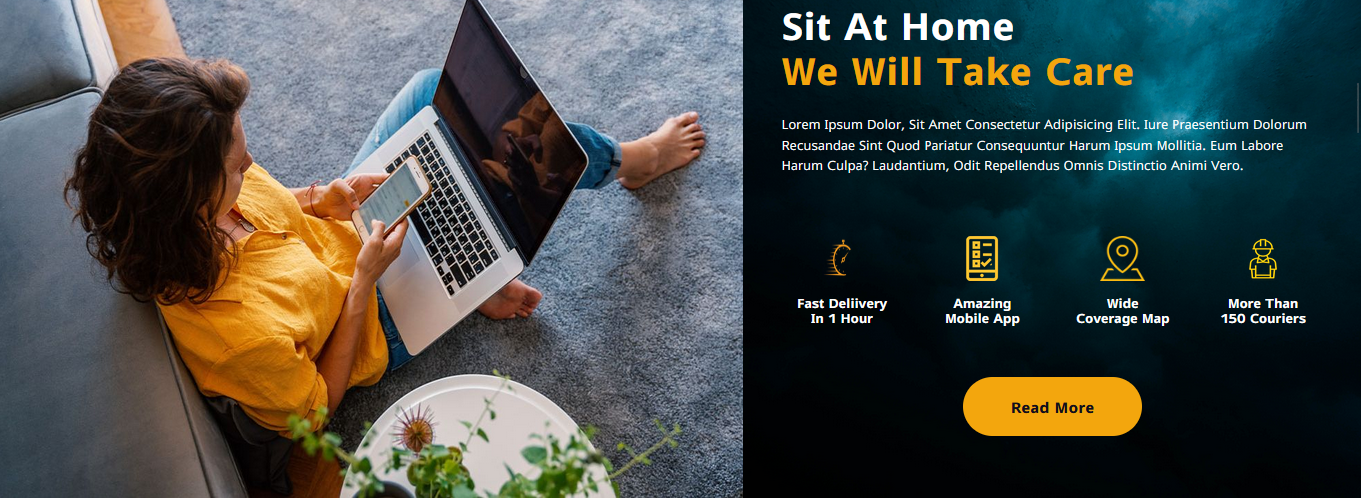 Sit At Home
We Will Take Care
Lorem Ipsum Dolor, Sit Amet Consectetur Adipisicing Elit. Iure Praesentium Dolorum
Recusandae Sint Quod Pariatur Consequuntur Harum Ipsum Mollitia. Eum Labore
Harum Culpa? Laudantium, Odit Repellendus Omnis Distinctio Animi Vero.
Fast Deliivery
In 1 Hour
Amazing
Mobile App
Wide
Coverage Map
More Than
150 Couriers
Read More